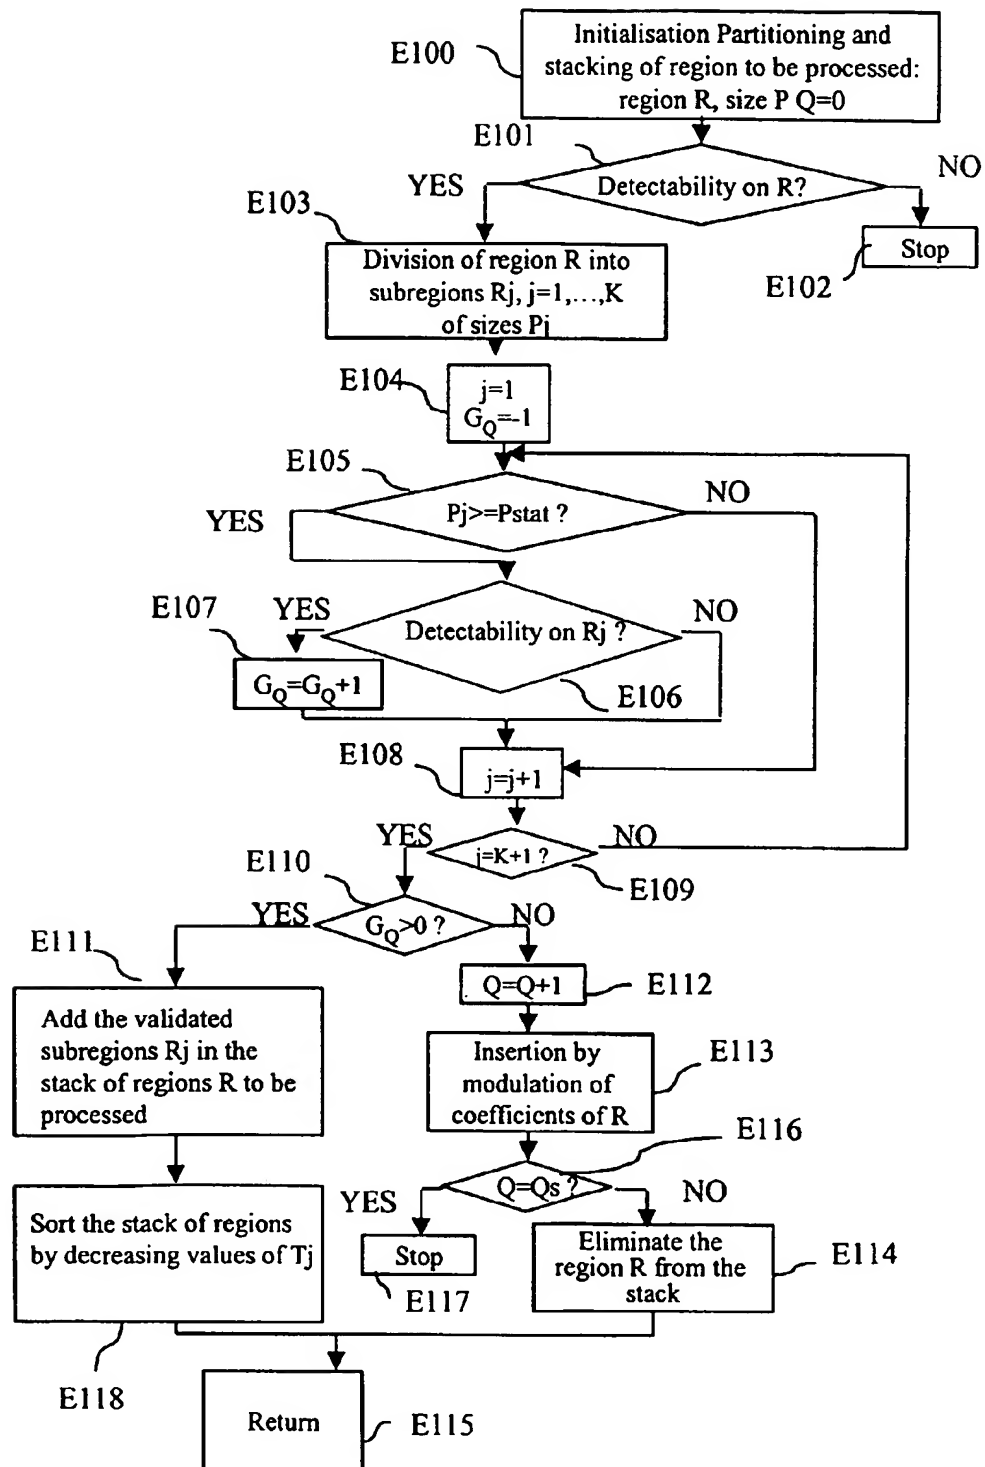 E100
Initialisation Partitioning and
stacking of region to be processed:
region R, size P Q=0
E101
Detectability on R?
YES
NO
E103
Stop
E102
Division of region R into
subregions Rj, j=1,...,K
of sizes Pj
E104
j=1
GQ=-1
E105
Pj>=Pstat ?
YES
NO
E107
YES
Detectability on Rj ?
NO
GQ=GQ+1
E106
E108
j=j+1
YES
j=K+1 ?
NO
E109
E110
YES
GQ>0 ?
NO
E111
Q=Q+1
E112
Add the validated
subregions Rj in the
stack of regions R to be
processed
Insertion by
modulation of
coefficients of R
E113
E116
Q=Qs ?
YES
NO
Sort the stack of regions
by decreasing values of Tj
Stop
E117
Eliminate the
region R from the
stack
E114
E118
Return
E115